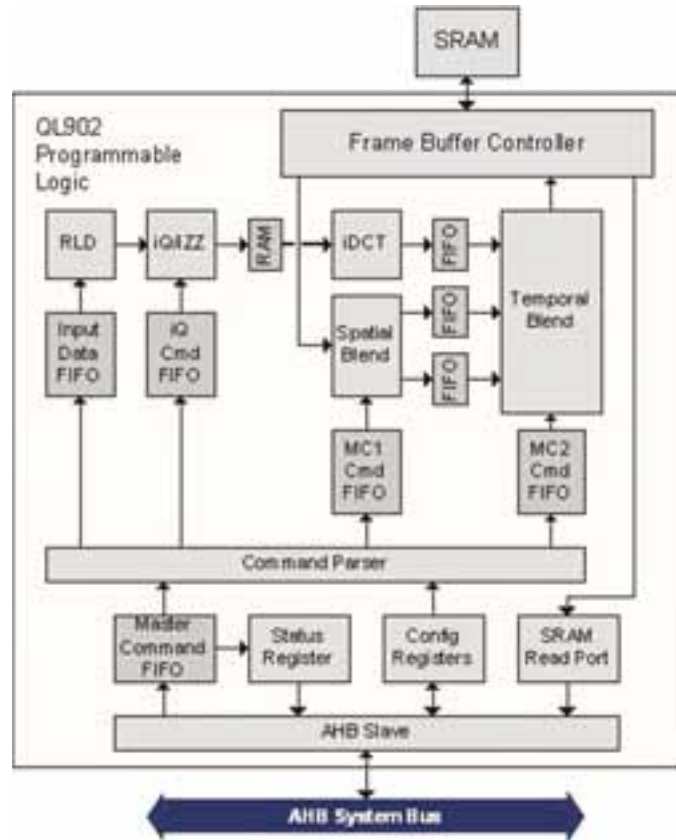 SRAM
QL902
Programmable
Logic
Frame Buffer Controller
RLD
iQ/iZZ
RAM
iDCT
FIFO
Temporal
Blend
Input
Data
FIFO
iQ
Cmd
FIFO
Spatial
Blend
FIFO
FIFO
MC1
Cmd
FIFO
MC2
Cmd
FIFO
Command Parser
Master
Command
FIFO
Status
Register
Config
Registers
SRAM
Read Port
AHB Slave
AHB System Bus